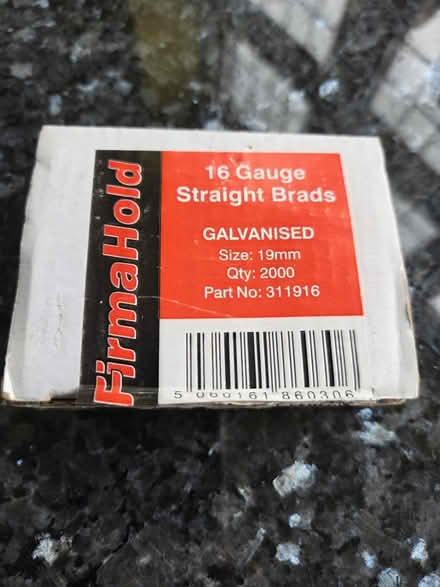 FirmaHold
16 Gauge
Straight Brads
GALVANISED
Size: 19mm
Qty: 2000
Part No: 311916
5 060161 860306